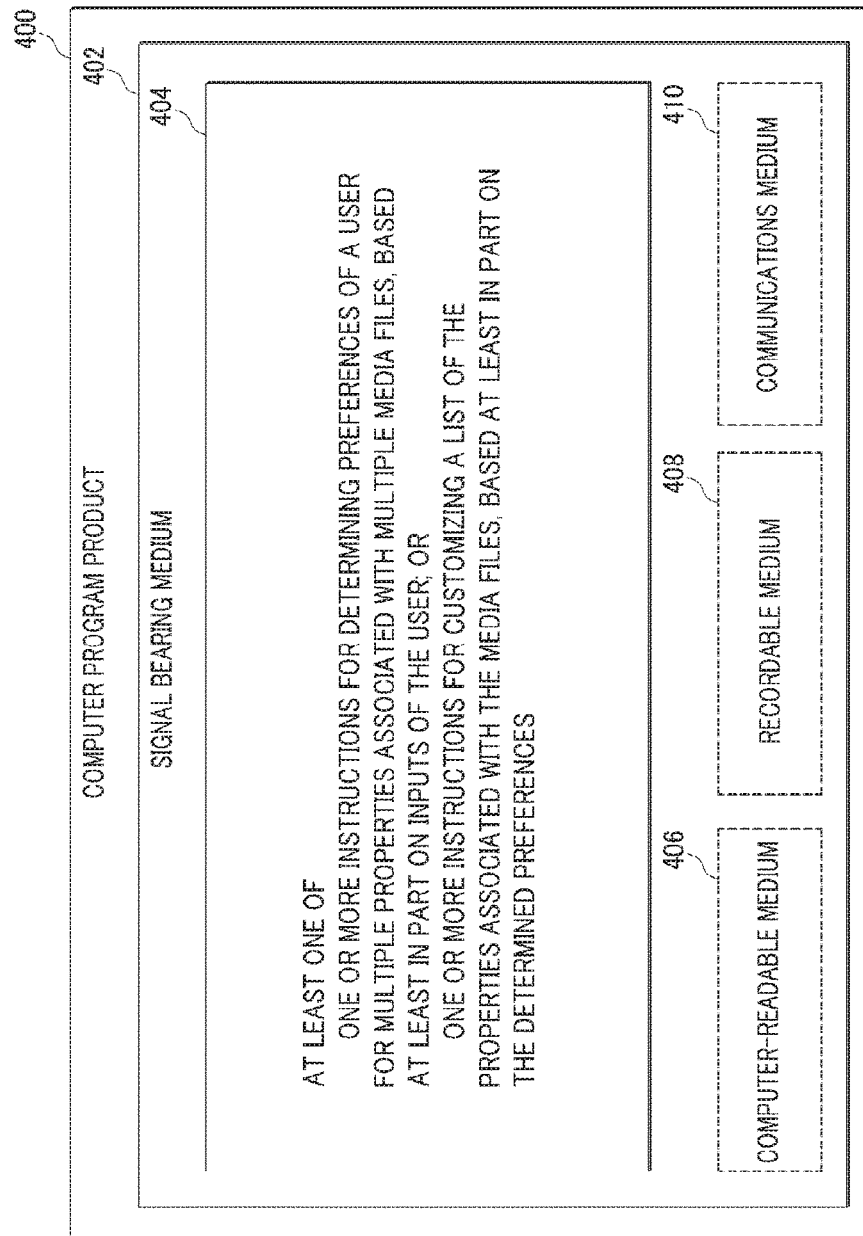 400
COMPUTER PROGRAM PRODUCT
402
SIGNAL BEARING MEDIUM
404
AT LEAST ONE OF
ONE OR MORE INSTRUCTIONS FOR DETERMINING PREFERENCES OF A USER
FOR MULTIPLE PROPERTIES ASSOCIATED WITH MULTIPLE MEDIA FILES, BASED
AT LEAST IN PART ON INPUTS OF THE USER; OR
ONE OR MORE INSTRUCTIONS FOR CUSTOMIZING A LIST OF THE
PROPERTIES ASSOCIATED WITH THE MEDIA FILES, BASED AT LEAST IN PART ON
THE DETERMINED PREFERENCES
406
COMPUTER-READABLE MEDIUM
408
RECORDABLE MEDIUM
410
COMMUNICATIONS MEDIUM